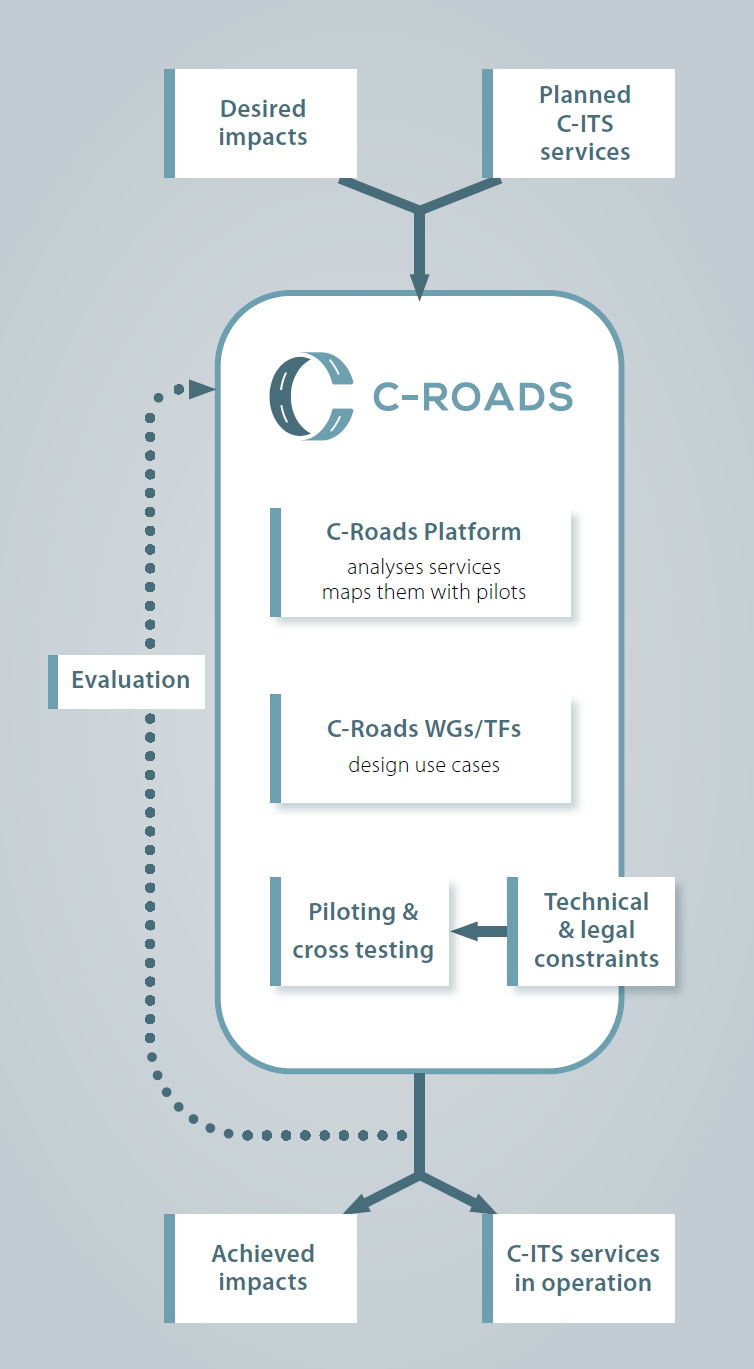 Desired
impacts
Planned
C-ITS
services
C-ROADS
C-Roads Platform
analyses services
maps them with pilots
Evaluation
C-Roads WGs/TFs
design use cases
Piloting &
cross testing
Technical
& legal
constraints
Achieved
impacts
C-ITS services
in operation